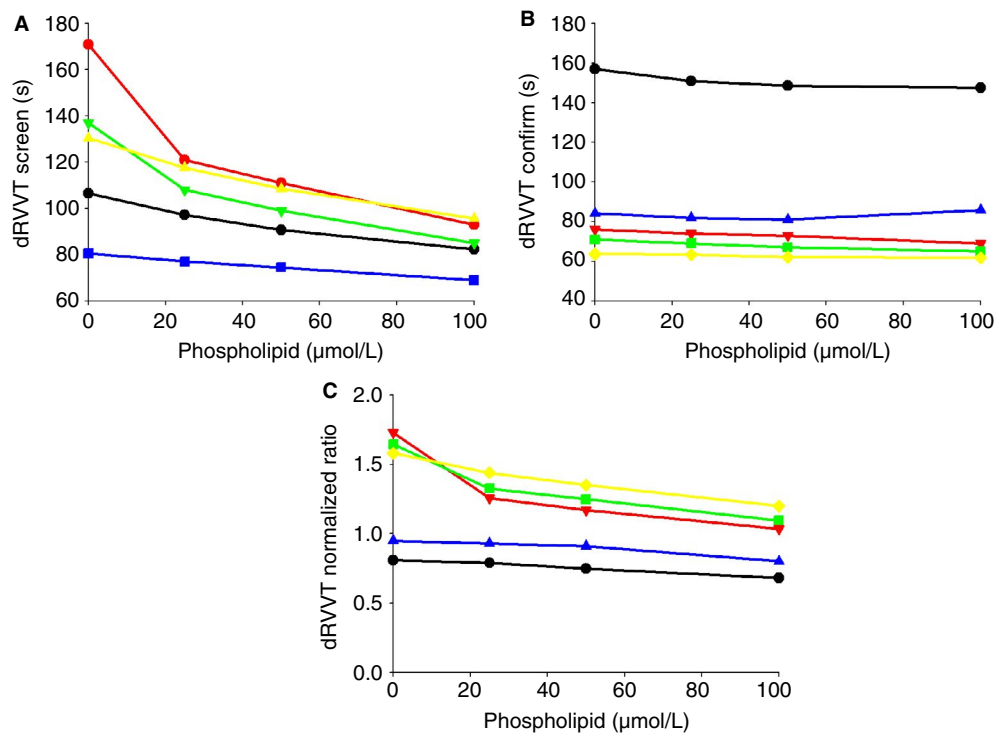 A
180
160
140
120
100
80
60
dRVVT screen (s)
0 20 40 60 80 100
Phospholipid (µmol/L)
B
180
160
140
120
100
80
60
40
dRVVT confirm (s)
0 20 40 60 80 100
Phospholipid (µmol/L)
C
2.0
1.5
1.0
0.5
0.0
dRVVT normalized ratio
0 20 40 60 80 100
Phospholipid (µmol/L)